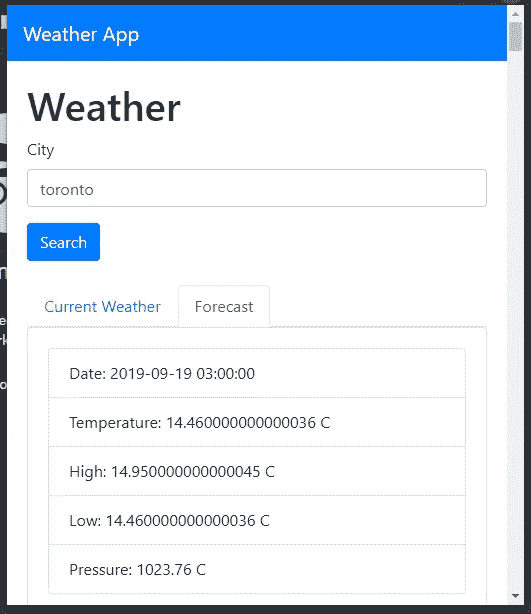 Weather App
Weather
City
toronto
Search
Current Weather
Forecast
Date: 2019-09-19 03:00:00
Temperature: 14.460000000000036 C
High: 14.950000000000045 C
Low: 14.460000000000036 C
Pressure: 1023.76 C